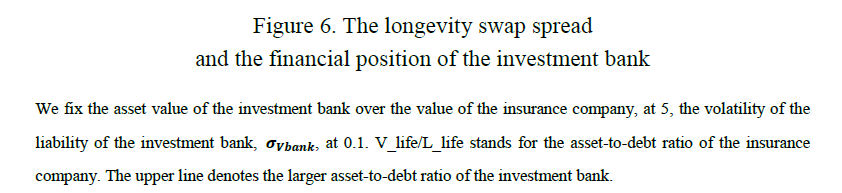 Figure 6. The longevity swap spread
and the financial position of the investment bank
We fix the asset value of the investment bank over the value of the insurance company, at 5, the volatility of the
liability of the investment bank, σVbank, at 0.1. V_life/L_life stands for the asset-to-debt ratio of the insurance
company. The upper line denotes the larger asset-to-debt ratio of the investment bank.